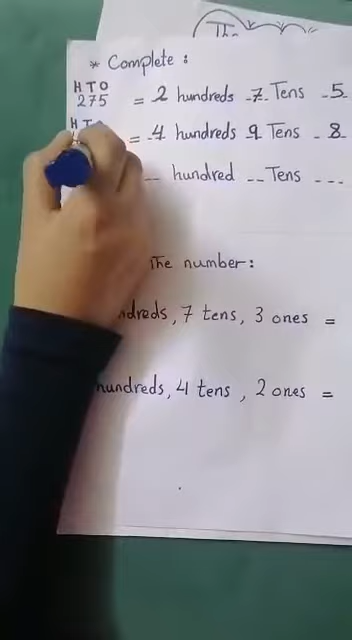 Th
* Complete :
H T O
275 = 2 hundreds 7 Tens 5
H T
= 4 hundreds 9 Tens 8
hundred Tens
The number:
ndreds, 7 tens, 3 ones =
hundreds, 4 tens, 2 ones =